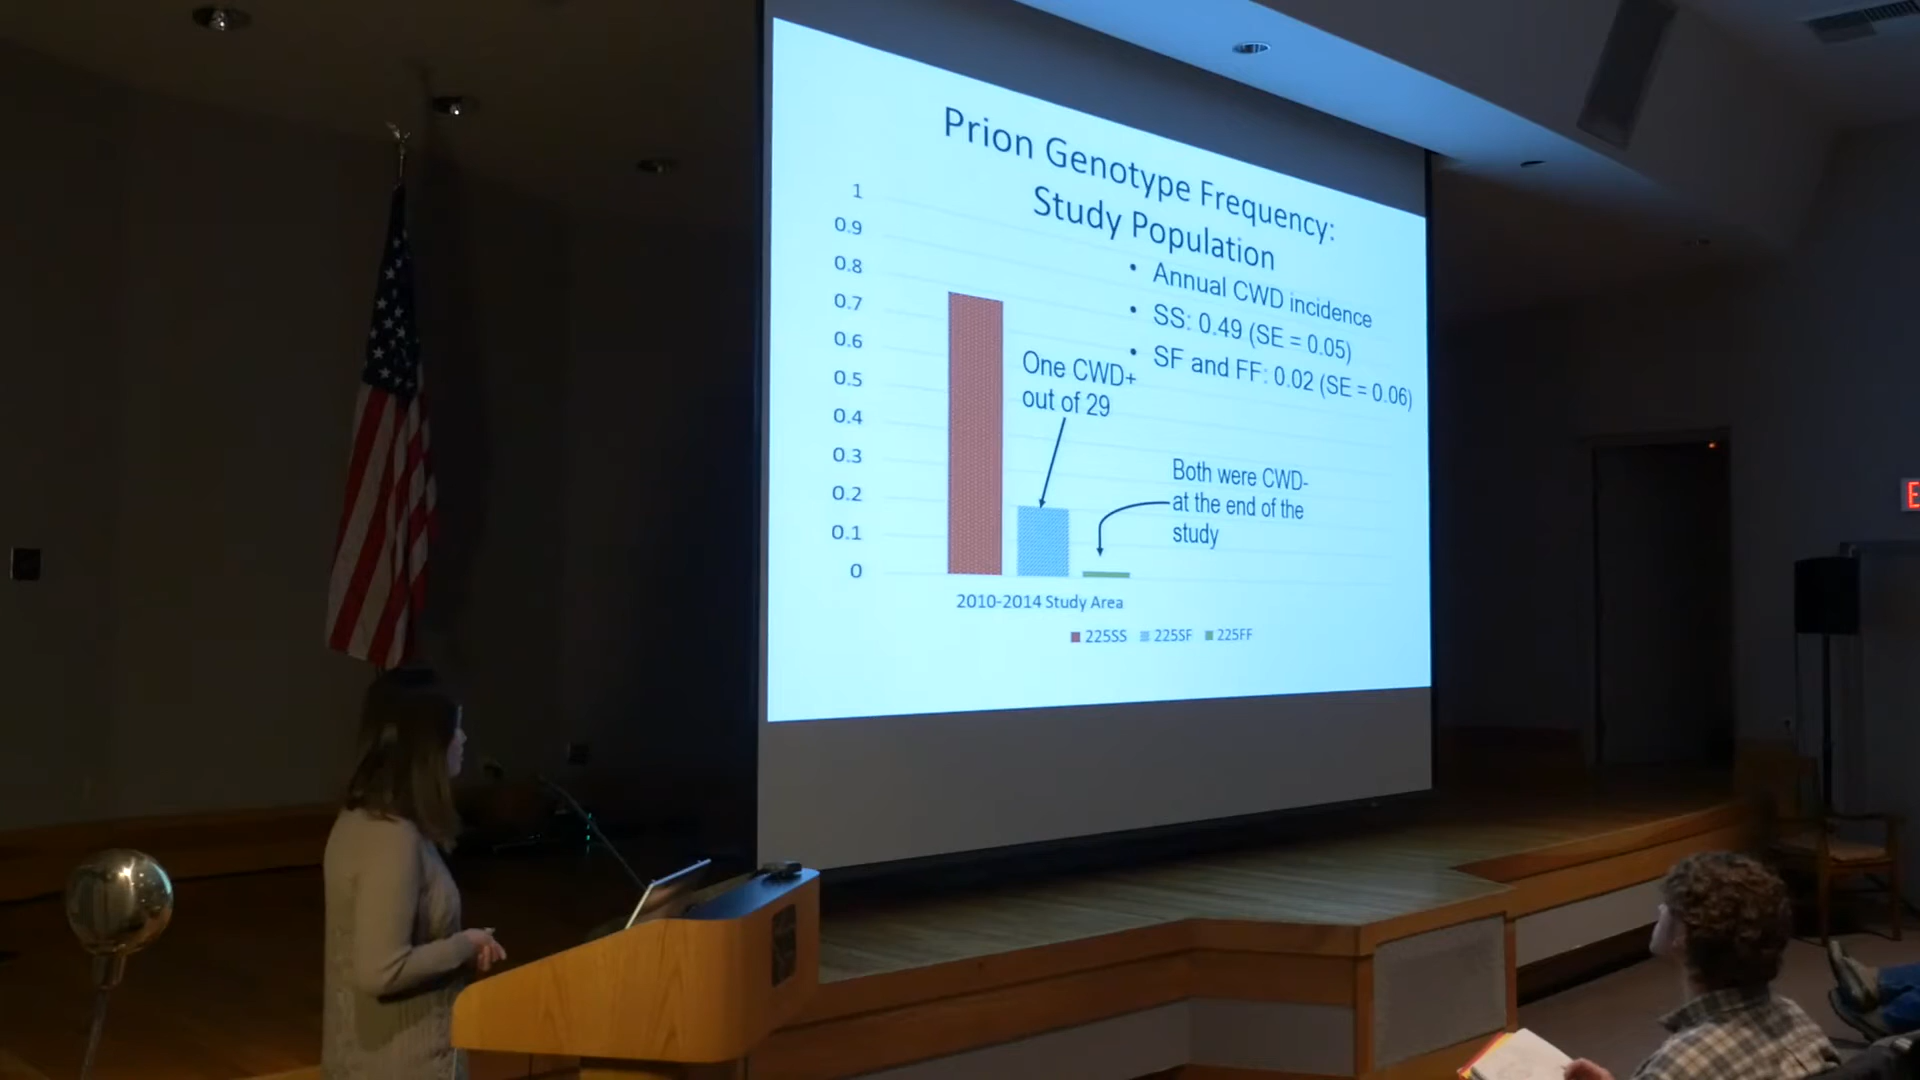 Prion Genotype Frequency:
Study Population
1
0.9
0.8
0.7
0.6
0.5
0.4
0.3
0.2
0.1
0
• Annual CWD incidence
• SS: 0.49 (SE = 0.05)
• SF and FF: 0.02 (SE = 0.06)
One CWD+
out of 29
Both were CWD-
at the end of the
study
2010-2014 Study Area
225SS 225SF 225FF
E